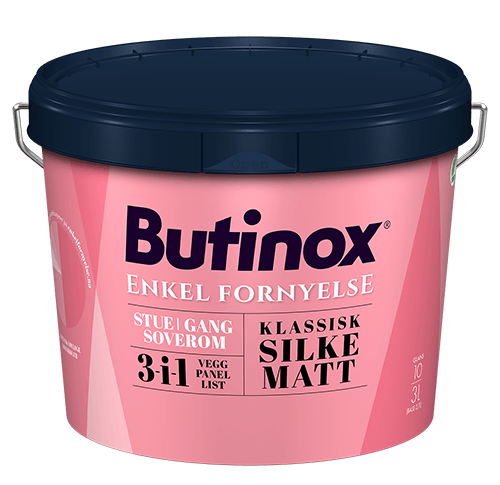 Butinox®
ENKEL FORNYELSE
STUE | GANG
SOVEROM
3-i-1 VEGG
PANEL
LIST
KLASSISK
SILKE
MATT
GLANS
10
3L